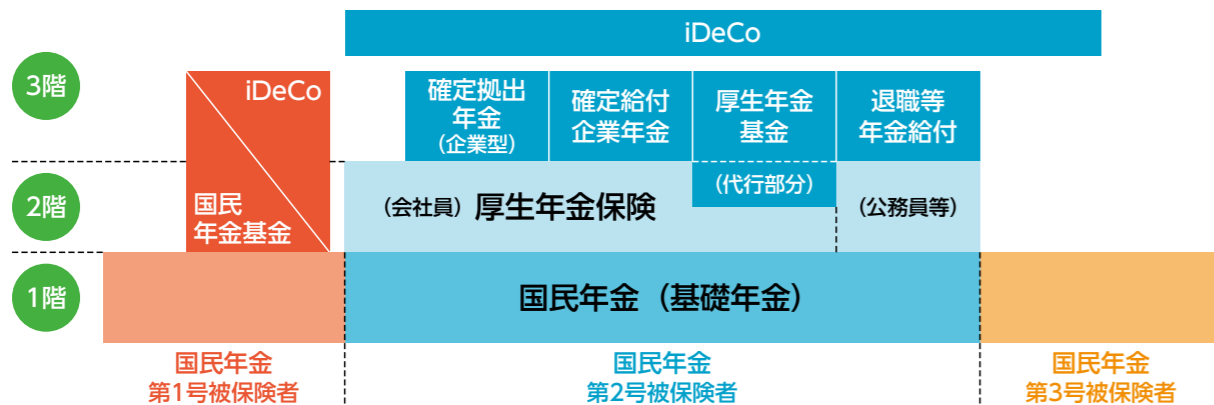 iDeCo
3階
iDeCo
国民
年金基金
確定拠出
年金
(企業型)
確定給付
企業年金
厚生年金
基金
退職等
年金給付
2階
(会社員) 厚生年金保険
(代行部分)
(公務員等)
1階
国民年金（基礎年金）
国民年金
第1号被保険者
国民年金
第2号被保険者
国民年金
第3号被保険者